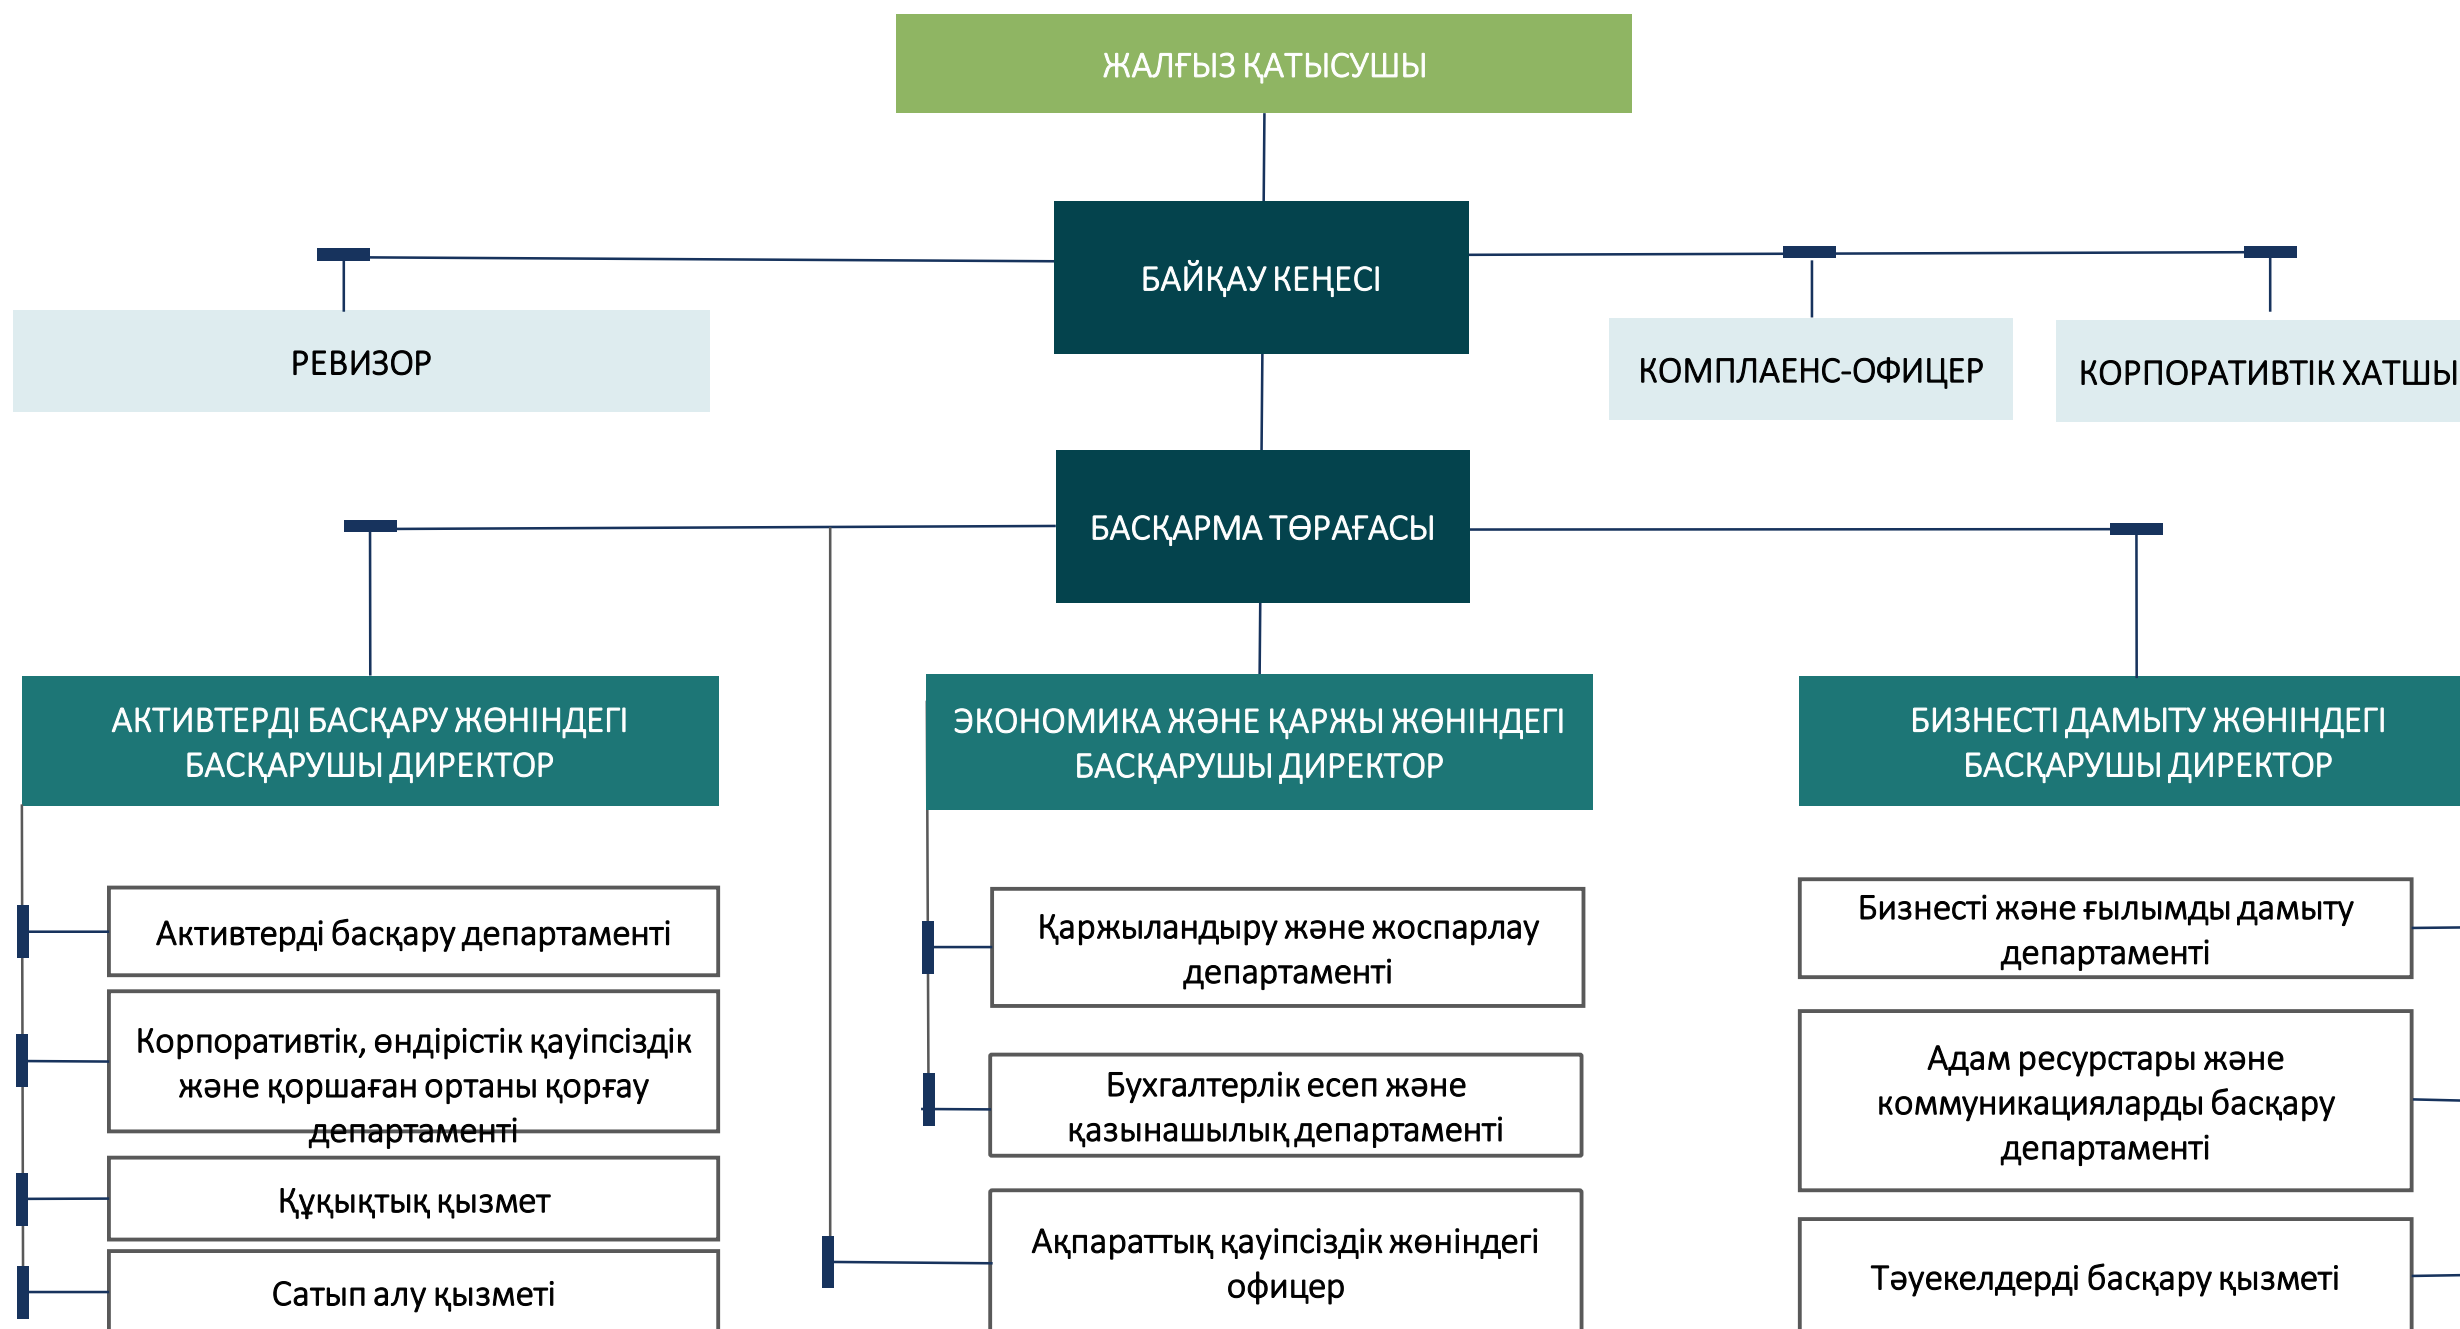 ЖАЛҒЫЗ ҚАТЫСУШЫ
БАЙҚАУ КЕҢЕСІ
РЕВИЗОР
КОМПЛАЕНС-ОФИЦЕР
КОРПОРАТИВТІК ХАТШЫ
БАСҚАРМА ТӨРАҒАСЫ
АКТИВТЕРДІ БАСҚАРУ ЖӨНІНДЕГІ
БАСҚАРУШЫ ДИРЕКТОР
ЭКОНОМИКА ЖӘНЕ ҚАРЖЫ ЖӨНІНДЕГІ
БАСҚАРУШЫ ДИРЕКТОР
БИЗНЕСТІ ДАМЫТУ ЖӨНІНДЕГІ
БАСҚАРУШЫ ДИРЕКТОР
Активтерді басқару департаменті
Корпоративтік, өндірістік қауіпсіздік
және қоршаған ортаны қорғау
департаменті
Құқықтық қызмет
Сатып алу қызметі
Қаржыландыру және жоспарлау
департаменті
Бухгалтерлік есеп және
қазынашылық департаменті
Ақпараттық қауіпсіздік жөніндегі
офицер
Бизнесті және ғылымды дамыту
департаменті
Адам ресурстары және
коммуникацияларды басқару
департаменті
Тәуекелдерді басқару қызметі